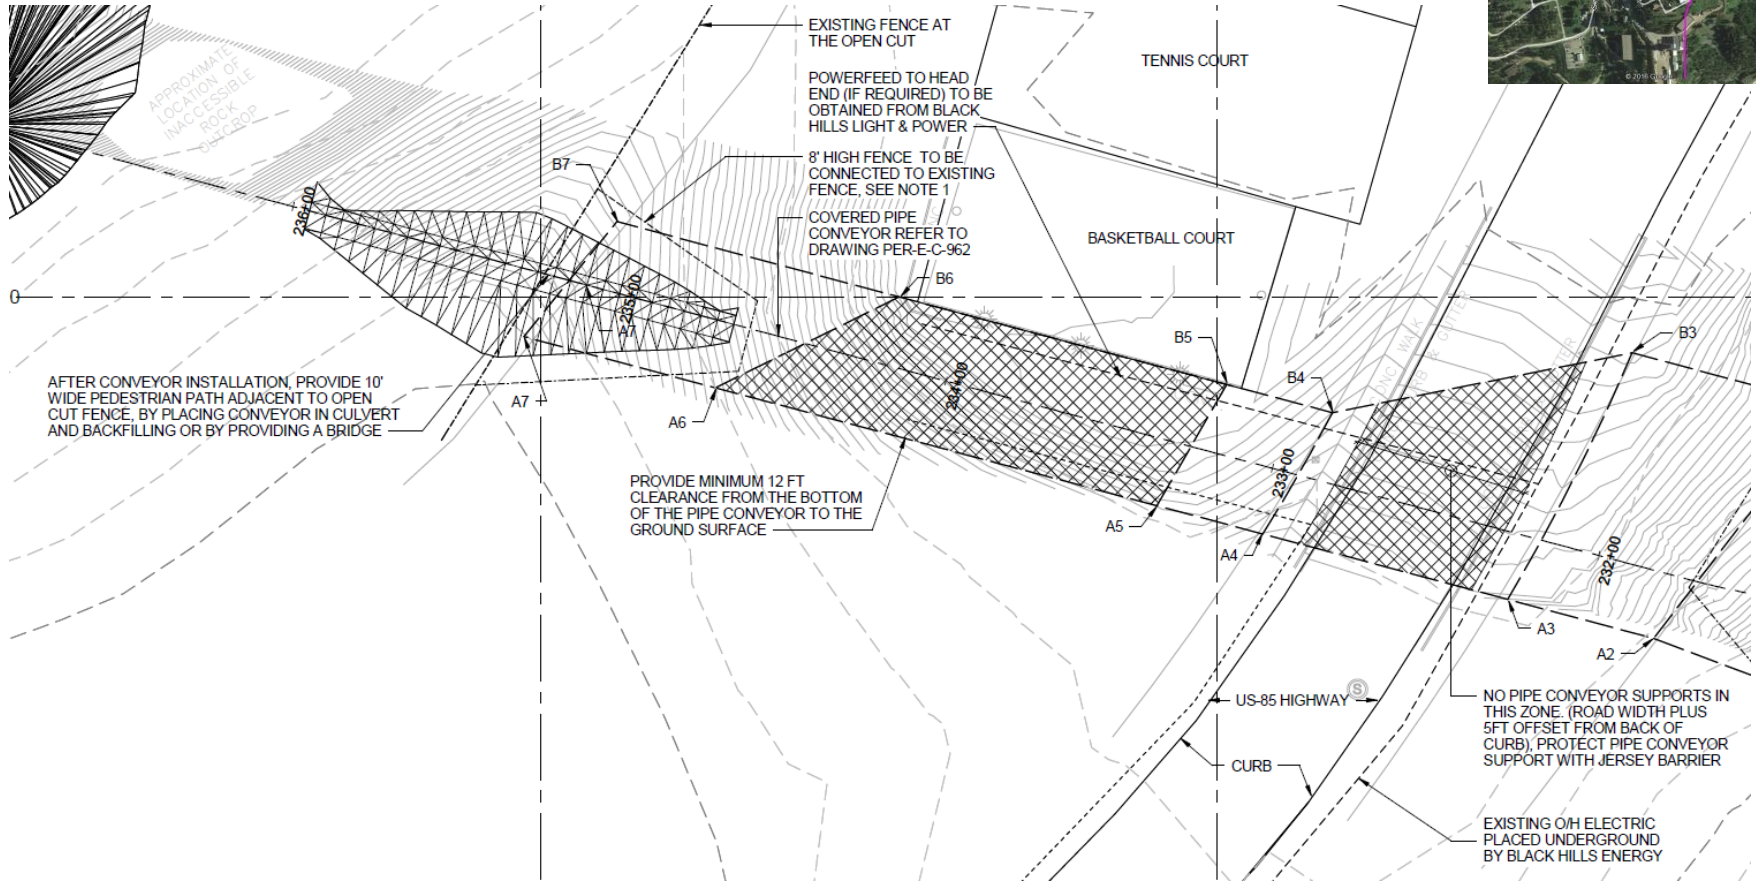 EXISTING FENCE AT
THE OPEN CUT
POWERFEED TO HEAD
END (IF REQUIRED) TO BE
OBTAINED FROM BLACK
HILLS LIGHT & POWER
8' HIGH FENCE TO BE
CONNECTED TO EXISTING
FENCE, SEE NOTE 1
COVERED PIPE
CONVEYOR REFER TO
DRAWING PER-E-C-962
TENNIS COURT
BASKETBALL COURT
© 2016 Google
APPROXIMATE
LOCATION OF
INACCESSIBLE
ROCK
OUTCROP
B7
236+00
235+00
A7
A7
0
B6
B5
B4
B3
234+00
233+00
232+00
CONC WALK
CURB & GUTTER
GUTTER
A6
A5
A4
A3
A2
AFTER CONVEYOR INSTALLATION, PROVIDE 10'
WIDE PEDESTRIAN PATH ADJACENT TO OPEN
CUT FENCE, BY PLACING CONVEYOR IN CULVERT
AND BACKFILLING OR BY PROVIDING A BRIDGE
PROVIDE MINIMUM 12 FT
CLEARANCE FROM THE BOTTOM
OF THE PIPE CONVEYOR TO THE
GROUND SURFACE
US-85 HIGHWAY
S
CURB
NO PIPE CONVEYOR SUPPORTS IN
THIS ZONE. (ROAD WIDTH PLUS
5FT OFFSET FROM BACK OF
CURB), PROTECT PIPE CONVEYOR
SUPPORT WITH JERSEY BARRIER
EXISTING O/H ELECTRIC
PLACED UNDERGROUND
BY BLACK HILLS ENERGY